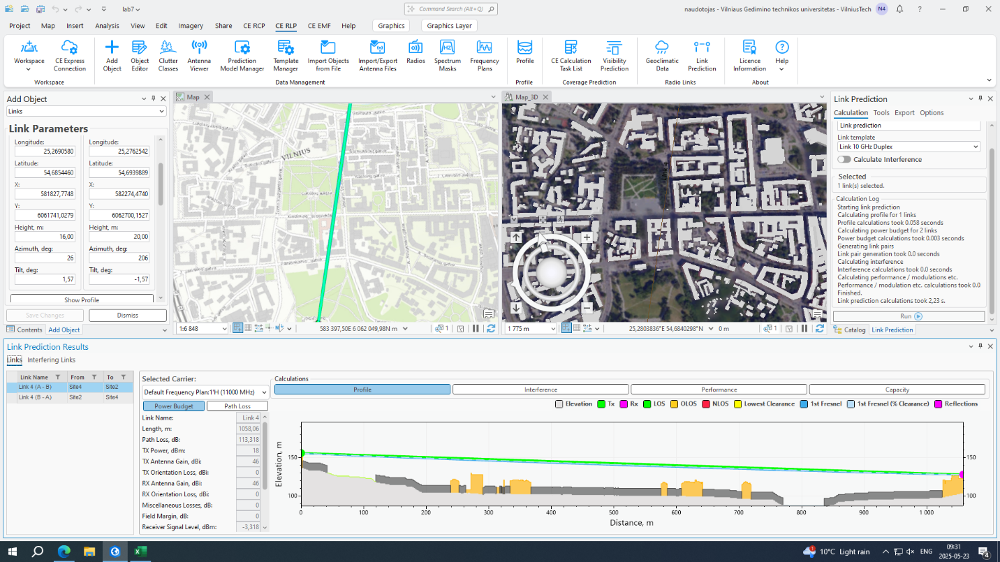 lab7
Command Search (Alt+Q)
naudotojas - Vilniaus Gedimino technikos universitetas - VilniusTech
N4
?
Project Map Insert Analysis View Edit Imagery Share CE RCP CE RLP CE EMF Help Graphics Graphics Layer
Workspace
CE Express Connection
Add Object
Object Editor
Clutter Classes
Antenna Viewer
Prediction Model Manager
Template Manager
Import Objects from File
Import/Export Antenna Files
Radios
Spectrum Masks
Frequency Plans
Profile
CE Calculation Task List
Visibility Prediction
Geoclimatic Data
Link Prediction
Licence Information
Help
Workspace
Data Management
Profile
Coverage Prediction
Radio Links
About
Add Object
Links
Link Parameters
Longitude: Longitude:
25,2690580 25,2762542
Latitude: Latitude:
54,6854460 54,6939889
X: X:
581827,7748 582274,4740
Y: Y:
6061741,0279 6062700,1527
Height, m: Height, m:
16,00 20,00
Azimuth, deg: Azimuth, deg:
26 206
Tilt, deg: Tilt, deg:
1,57 -1,57
Show Profile
Save Changes Dismiss
Contents Add Object
Map
VILNIUS
1:6 848
583 397,50E 6 062 049,98N m
1
Map_3D
1 775 m
25,2803836°E 54,6840298°N
0 m
1
Link Prediction
Calculation Tools Export Options
Link prediction
Link template
Link 10 GHz Duplex
Calculate Interference
Selected
1 link(s) selected.
Calculation Log
Starting link prediction
Calculating profile for 1 links
Profile calculations took 0.058 seconds
Calculating power budget for 2 links
Power budget calculations took 0.003 seconds
Generating link pairs
Link pair generation took 0.0 seconds
Calculating interference
Interference calculations took 0.0 seconds
Calculating performance / modulations etc.
Performance / modulation etc. calculations took 0.0
Finished.
Link prediction calculations took 2,23 s.
Run
Catalog Link Prediction
Link Prediction Results
Links Interfering Links
Link Name From To
Link 4 (A - B) Site4 Site2
Link 4 (B - A) Site2 Site4
Selected Carrier:
Default Frequency Plan:1'H (11000 MHz)
Power Budget Path Loss
Link Name: Link 4
Length, m: 1058,06
Path Loss, dB: 113,318
TX Power, dBm: 18
TX Antenna Gain, dBi: 46
TX Orientation Loss, dB: 0
RX Antenna Gain, dBi: 46
RX Orientation Loss, dB: 0
Miscellaneous Losses, dB: 0
Field Margin, dB: 0
Receiver Signal Level, dBm: -3,318
Calculations
Profile Interference Performance Capacity
Elevation Tx Rx LOS OLOS NLOS Lowest Clearance 1st Fresnel 1st Fresnel (% Clearance) Reflections
Elevation, m
150 150
100 100
0 100 200 300 400 500 600 700 800 900 1 000
Distance, m
10°C Light rain
ENG
09:31
2025-05-23
4